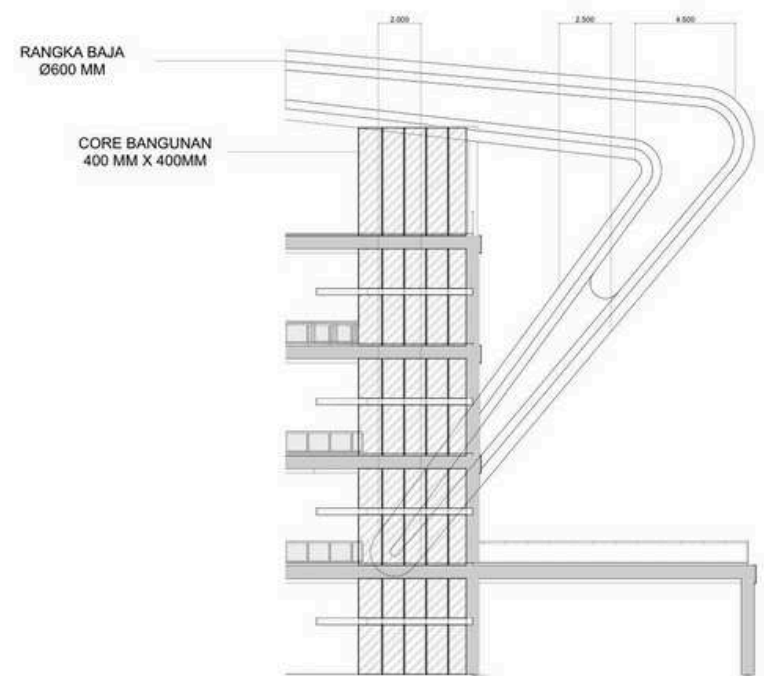 2.000
2.500
4.500
RANGKA BAJA
Ø600 MM
CORE BANGUNAN
400 MM X 400MM